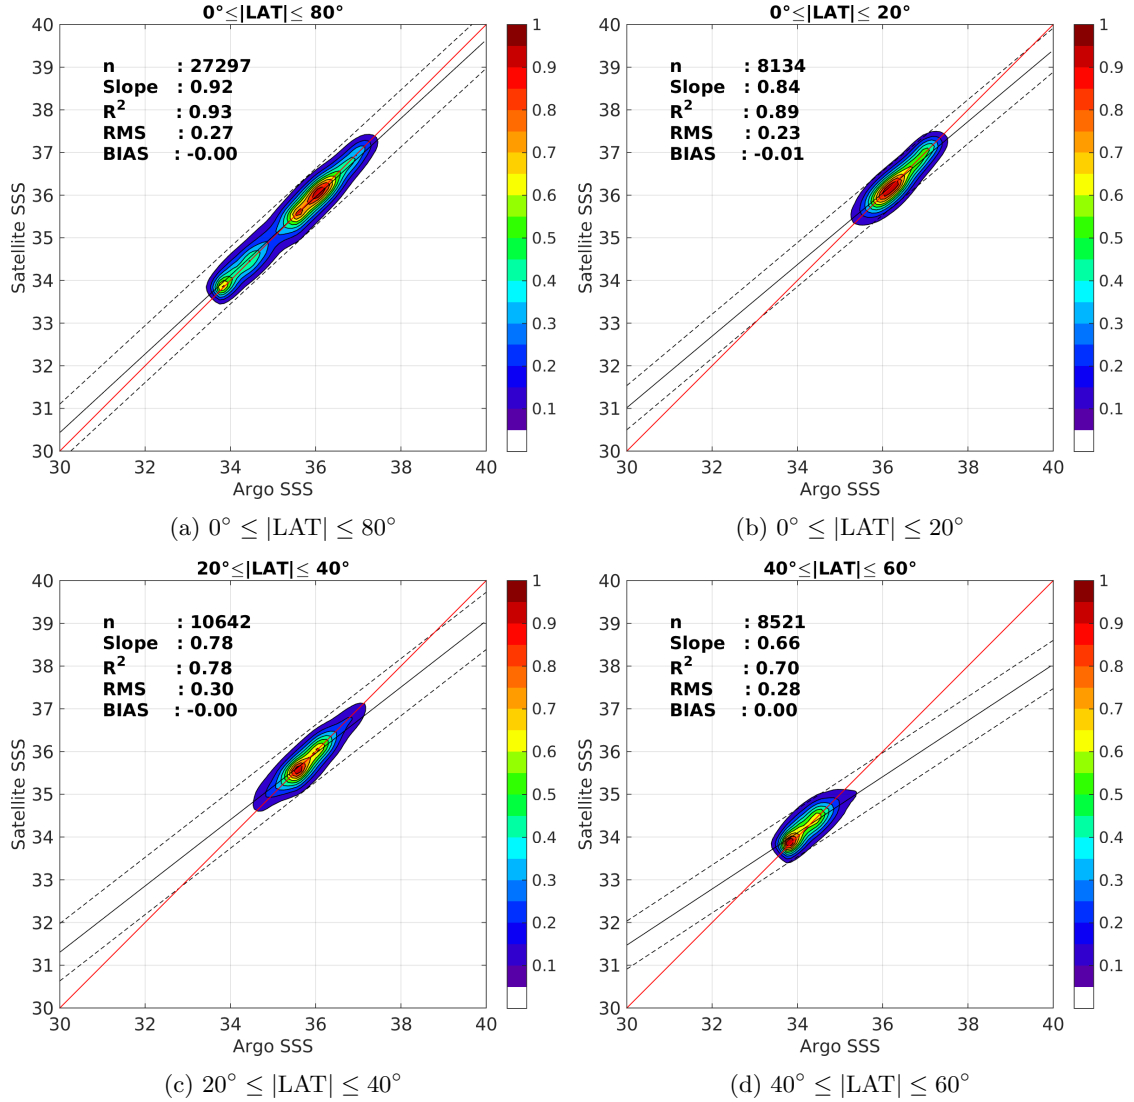 0°≤|LAT|≤ 80°
n : 27297
Slope : 0.92
R² : 0.93
RMS : 0.27
BIAS : -0.00
40
39
38
37
36
35
34
33
32
31
30
30 32 34 36 38 40
Satellite SSS
Argo SSS
1
0.9
0.8
0.7
0.6
0.5
0.4
0.3
0.2
0.1
(a) 0° ≤ |LAT| ≤ 80°
0°≤|LAT|≤ 20°
n : 8134
Slope : 0.84
R² : 0.89
RMS : 0.23
BIAS : -0.01
40
39
38
37
36
35
34
33
32
31
30
30 32 34 36 38 40
Satellite SSS
Argo SSS
1
0.9
0.8
0.7
0.6
0.5
0.4
0.3
0.2
0.1
(b) 0° ≤ |LAT| ≤ 20°
20°≤|LAT|≤ 40°
n : 10642
Slope : 0.78
R² : 0.78
RMS : 0.30
BIAS : -0.00
40
39
38
37
36
35
34
33
32
31
30
30 32 34 36 38 40
Satellite SSS
Argo SSS
1
0.9
0.8
0.7
0.6
0.5
0.4
0.3
0.2
0.1
(c) 20° ≤ |LAT| ≤ 40°
40°≤|LAT|≤ 60°
n : 8521
Slope : 0.66
R² : 0.70
RMS : 0.28
BIAS : 0.00
40
39
38
37
36
35
34
33
32
31
30
30 32 34 36 38 40
Satellite SSS
Argo SSS
1
0.9
0.8
0.7
0.6
0.5
0.4
0.3
0.2
0.1
(d) 40° ≤ |LAT| ≤ 60°